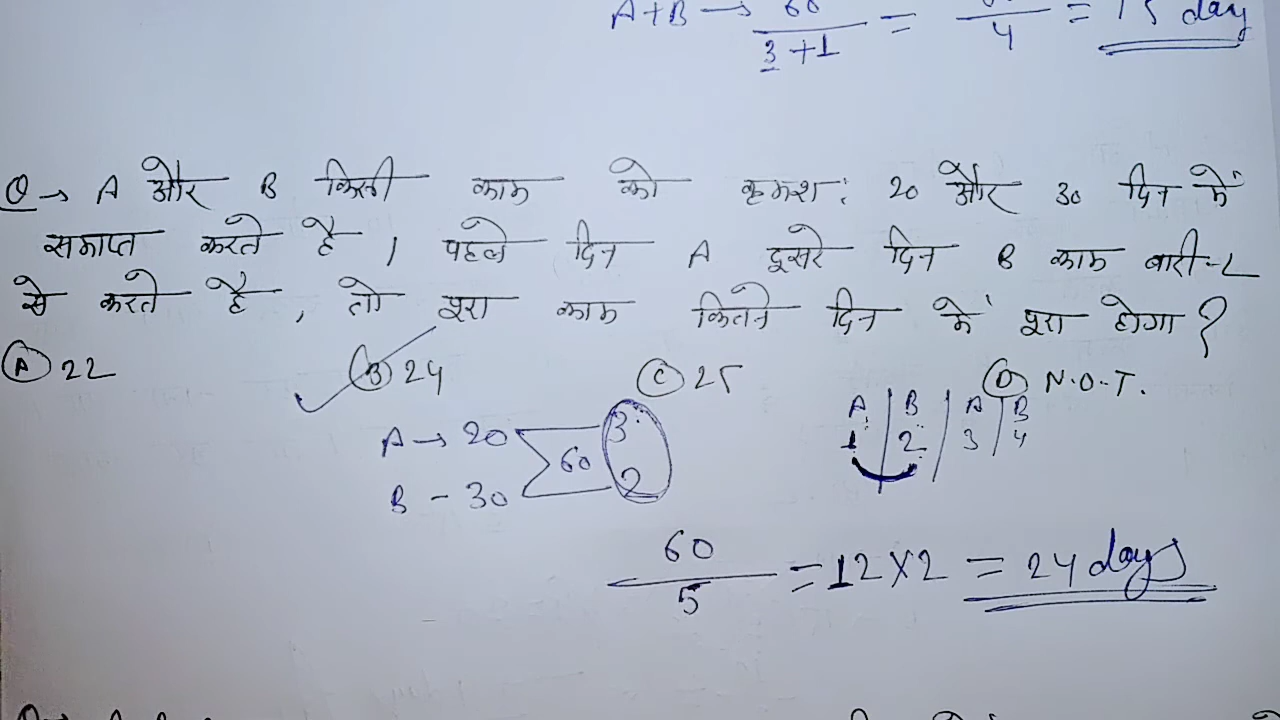 A+B → 60/3+1 = /4 = 15 day
Q → A और B किसी काम को क्रमश: 20 और 30 दिन में
समाप्त करते है । पहले दिन A दूसरे दिन B काम बारी-2
से करते है , तो पूरा काम कितने दिन में पूरा होगा ?
(A) 22 (B) 24 (C) 25 (D) N.O.T.
A | B | A | B
1 | 2 | 3 | 4
A → 20 60 3
B - 30 2
60/5 = 12×2 = 24 days